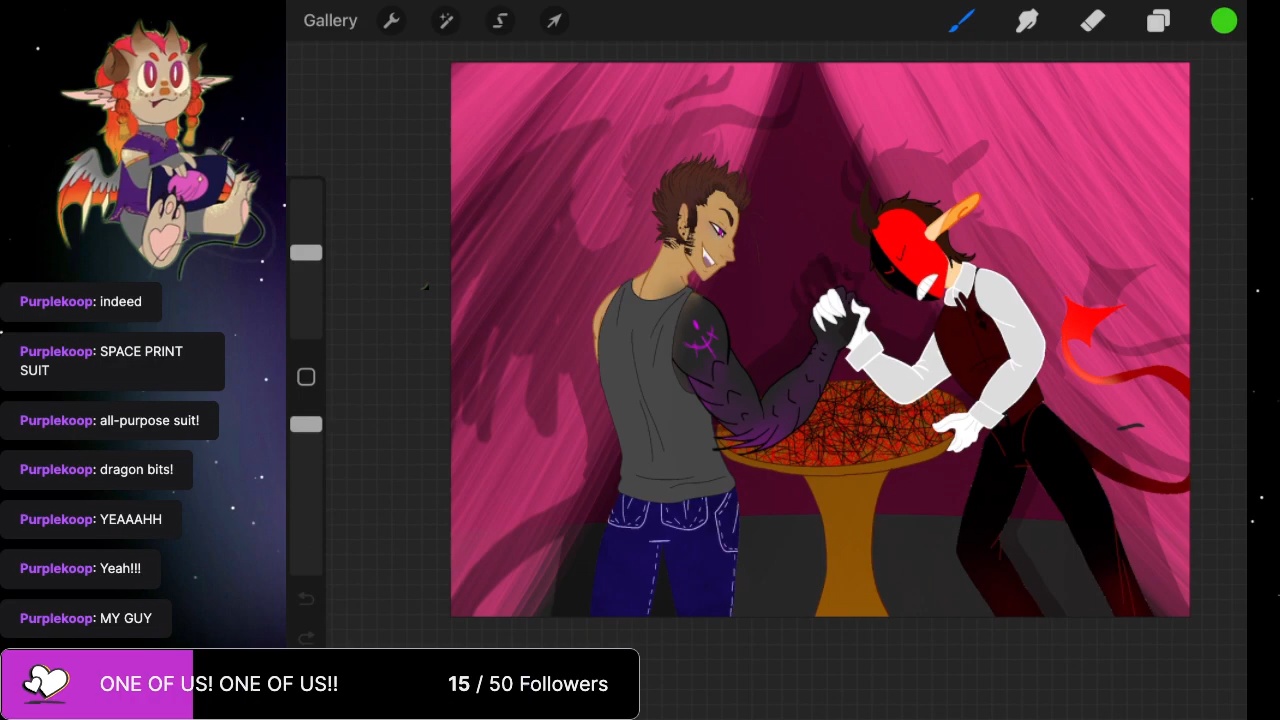 Gallery
Purplekoop: indeed
Purplekoop: SPACE PRINT
SUIT
Purplekoop: all-purpose suit!
Purplekoop: dragon bits!
Purplekoop: YEAAAHH
Purplekoop: Yeah!!!
Purplekoop: MY GUY
ONE OF US! ONE OF US!!
15 / 50 Followers